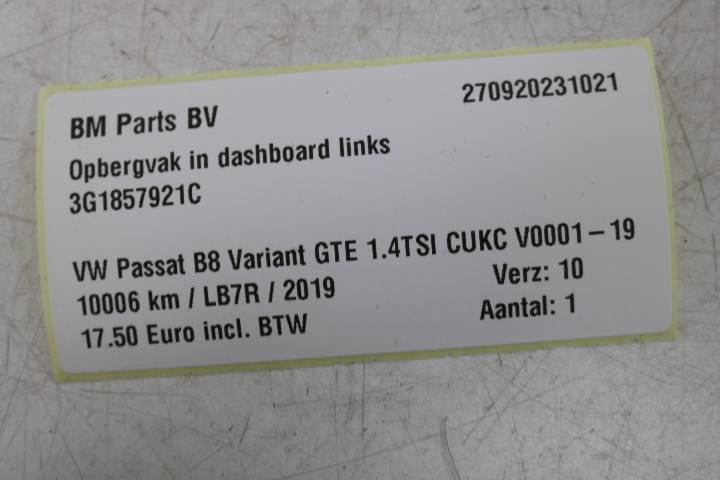 BM Parts BV 270920231021
Opbergvak in dashboard links
3G1857921C
VW Passat B8 Variant GTE 1.4TSI CUKC V0001-19
10006 km / LB7R / 2019 Verz: 10
17.50 Euro incl. BTW Aantal: 1